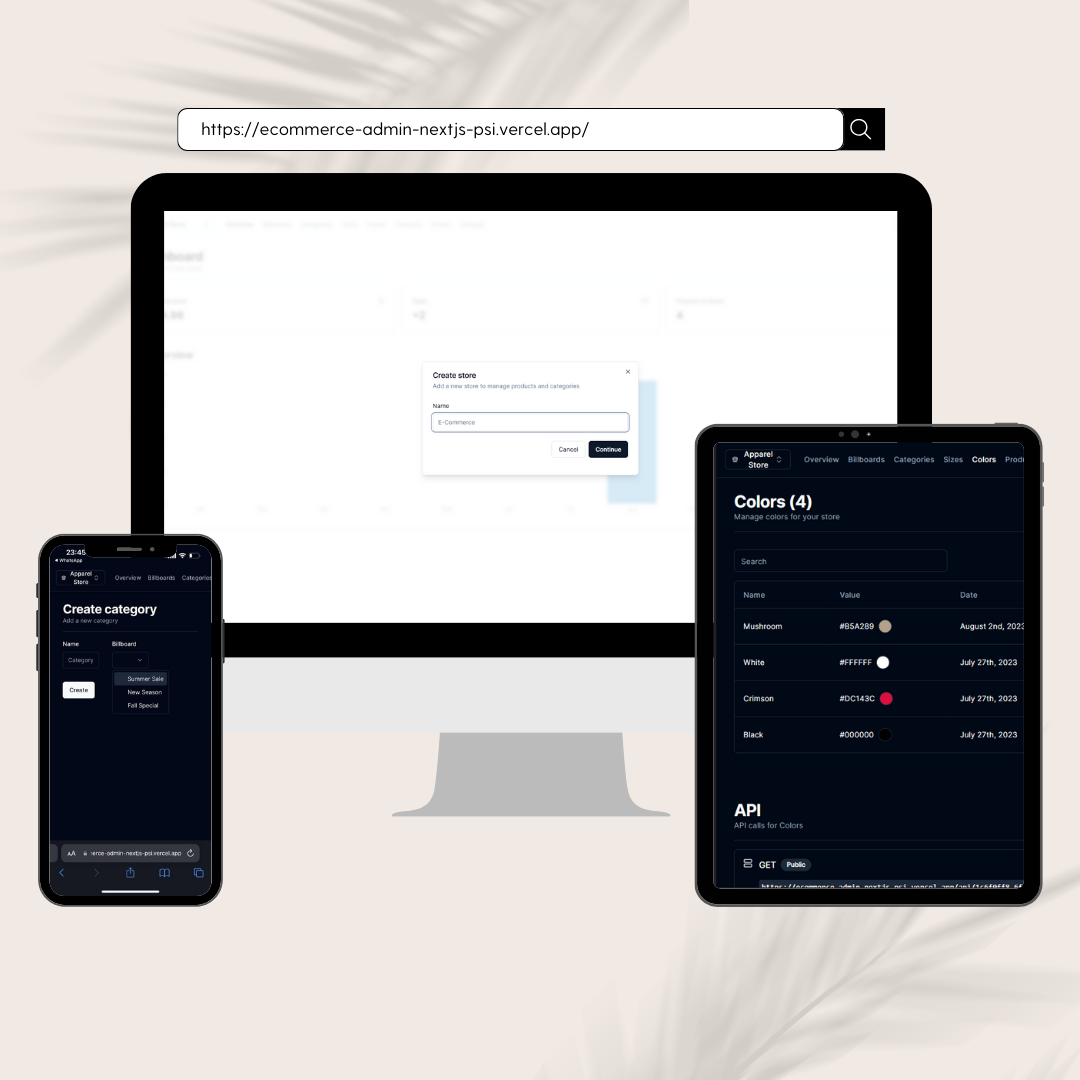 https://ecommerce-admin-nextjs-psi.vercel.app/
Create store
Add a new store to manage products and categories
Name
E-Commerce
Cancel
Continue
23:45
WhatsApp
Apparel
Store
Overview
Billboards
Categories
Create category
Add a new category
Name
Billboard
Category
Summer Sale
New Season
Fall Special
Create
AA
erce-admin-nextjs-psi.vercel.app
Apparel
Store
Overview
Billboards
Categories
Sizes
Colors
Produ
Colors (4)
Manage colors for your store
Search
Name Value Date
Mushroom #B5A289 August 2nd, 2023
White #FFFFFF July 27th, 2023
Crimson #DC143C July 27th, 2023
Black #000000 July 27th, 2023
API
API calls for Colors
GET Public